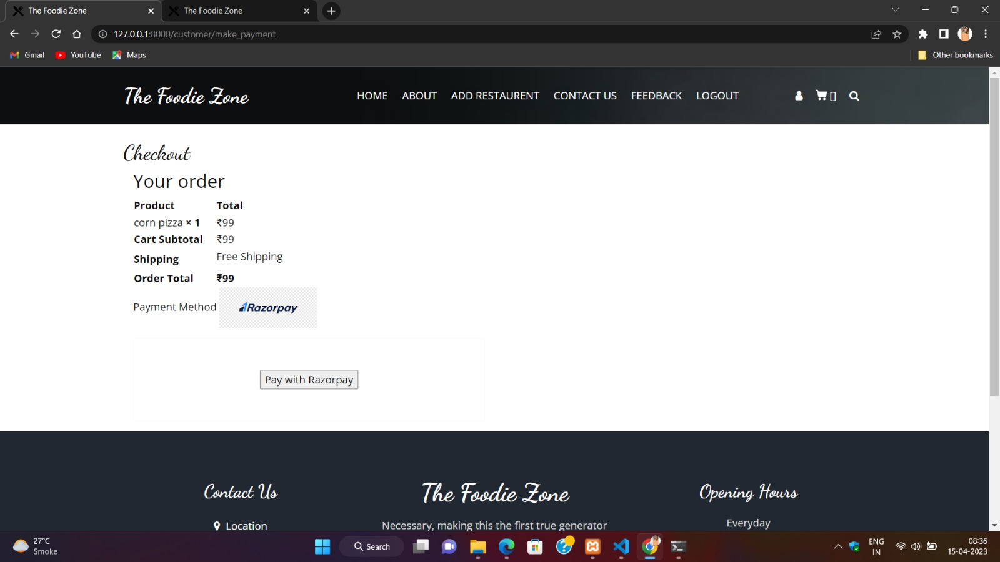 The Foodie Zone
The Foodie Zone
127.0.0.1:8000/customer/make_payment
Gmail
YouTube
Maps
Other bookmarks
The Foodie Zone
HOME
ABOUT
ADD RESTAURENT
CONTACT US
FEEDBACK
LOGOUT
[]
Checkout
Your order
Product Total
corn pizza × 1 ₹99
Cart Subtotal ₹99
Shipping Free Shipping
Order Total ₹99
Payment Method Razorpay
Pay with Razorpay
Contact Us
Location
The Foodie Zone
Necessary, making this the first true generator
Opening Hours
Everyday
27°C
Smoke
Search
ENG
IN
08:36
15-04-2023